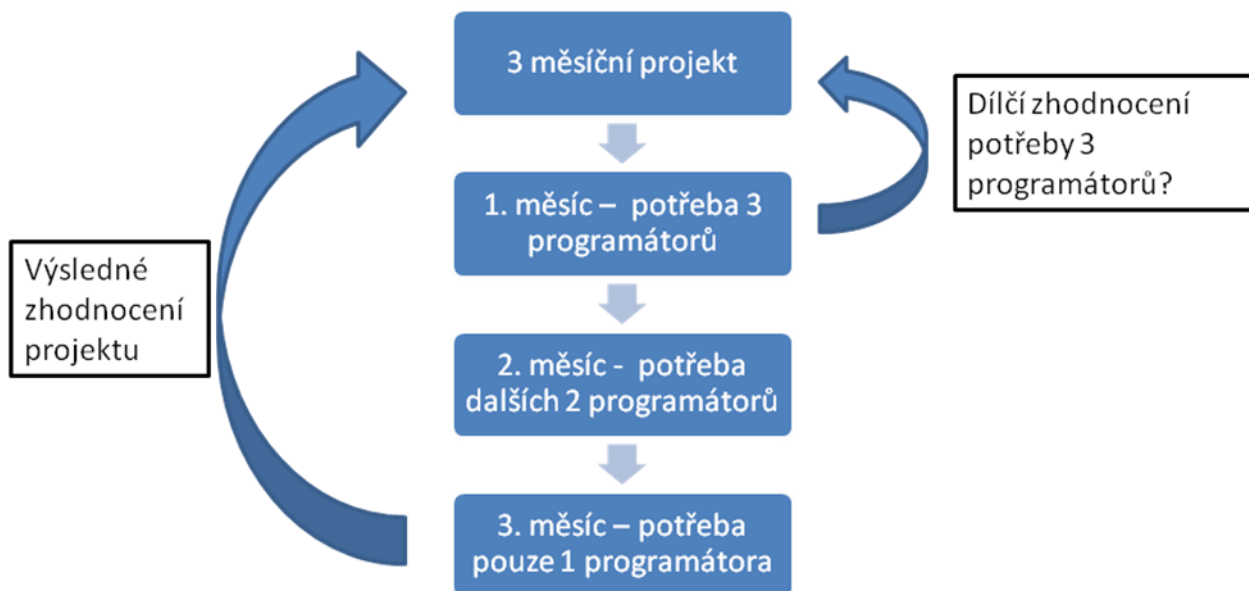 3 měsíční projekt
Dílčí zhodnocení
potřeby 3
programátorů?
1. měsíc – potřeba 3
programátorů
Výsledné
zhodnocení
projektu
2. měsíc - potřeba
dalších 2 programátorů
3. měsíc – potřeba
pouze 1 programátora